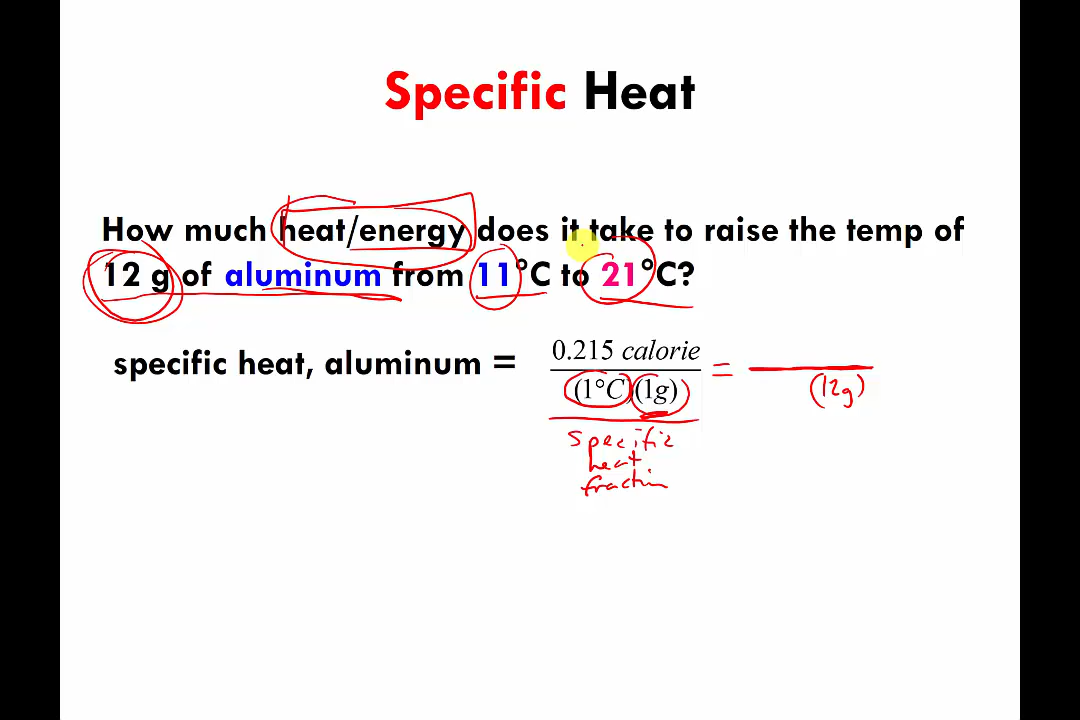 Specific Heat
How much heat/energy does it take to raise the temp of
12 g of aluminum from 11°C to 21°C?
specific heat, aluminum = 0.215 calorie / (1°C)(1g) = / (12g)
specific
heat
fraction